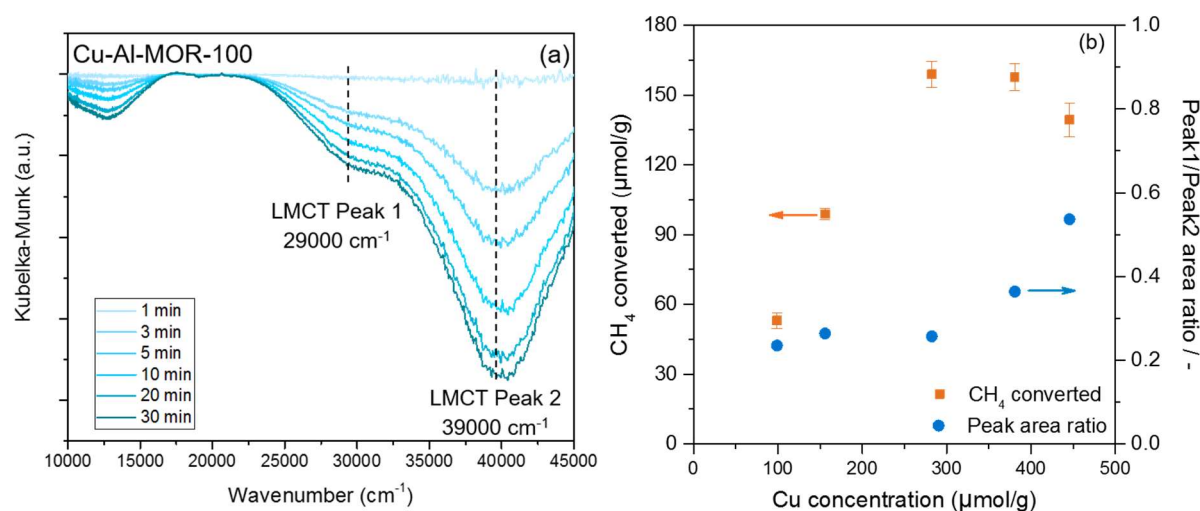 Cu-Al-MOR-100
(a)
Kubelka-Munk (a.u.)
LMCT Peak 1
29000 cm⁻¹
1 min
3 min
5 min
10 min
20 min
30 min
LMCT Peak 2
39000 cm⁻¹
10000 15000 20000 25000 30000 35000 40000 45000
Wavenumber (cm⁻¹)
(b)
CH₄ converted (μmol/g)
180
150
120
90
60
30
0
1.0
0.8
0.6
0.4
0.2
0.0
Peak1/Peak2 area ratio / -
CH₄ converted
Peak area ratio
0 100 200 300 400 500
Cu concentration (μmol/g)